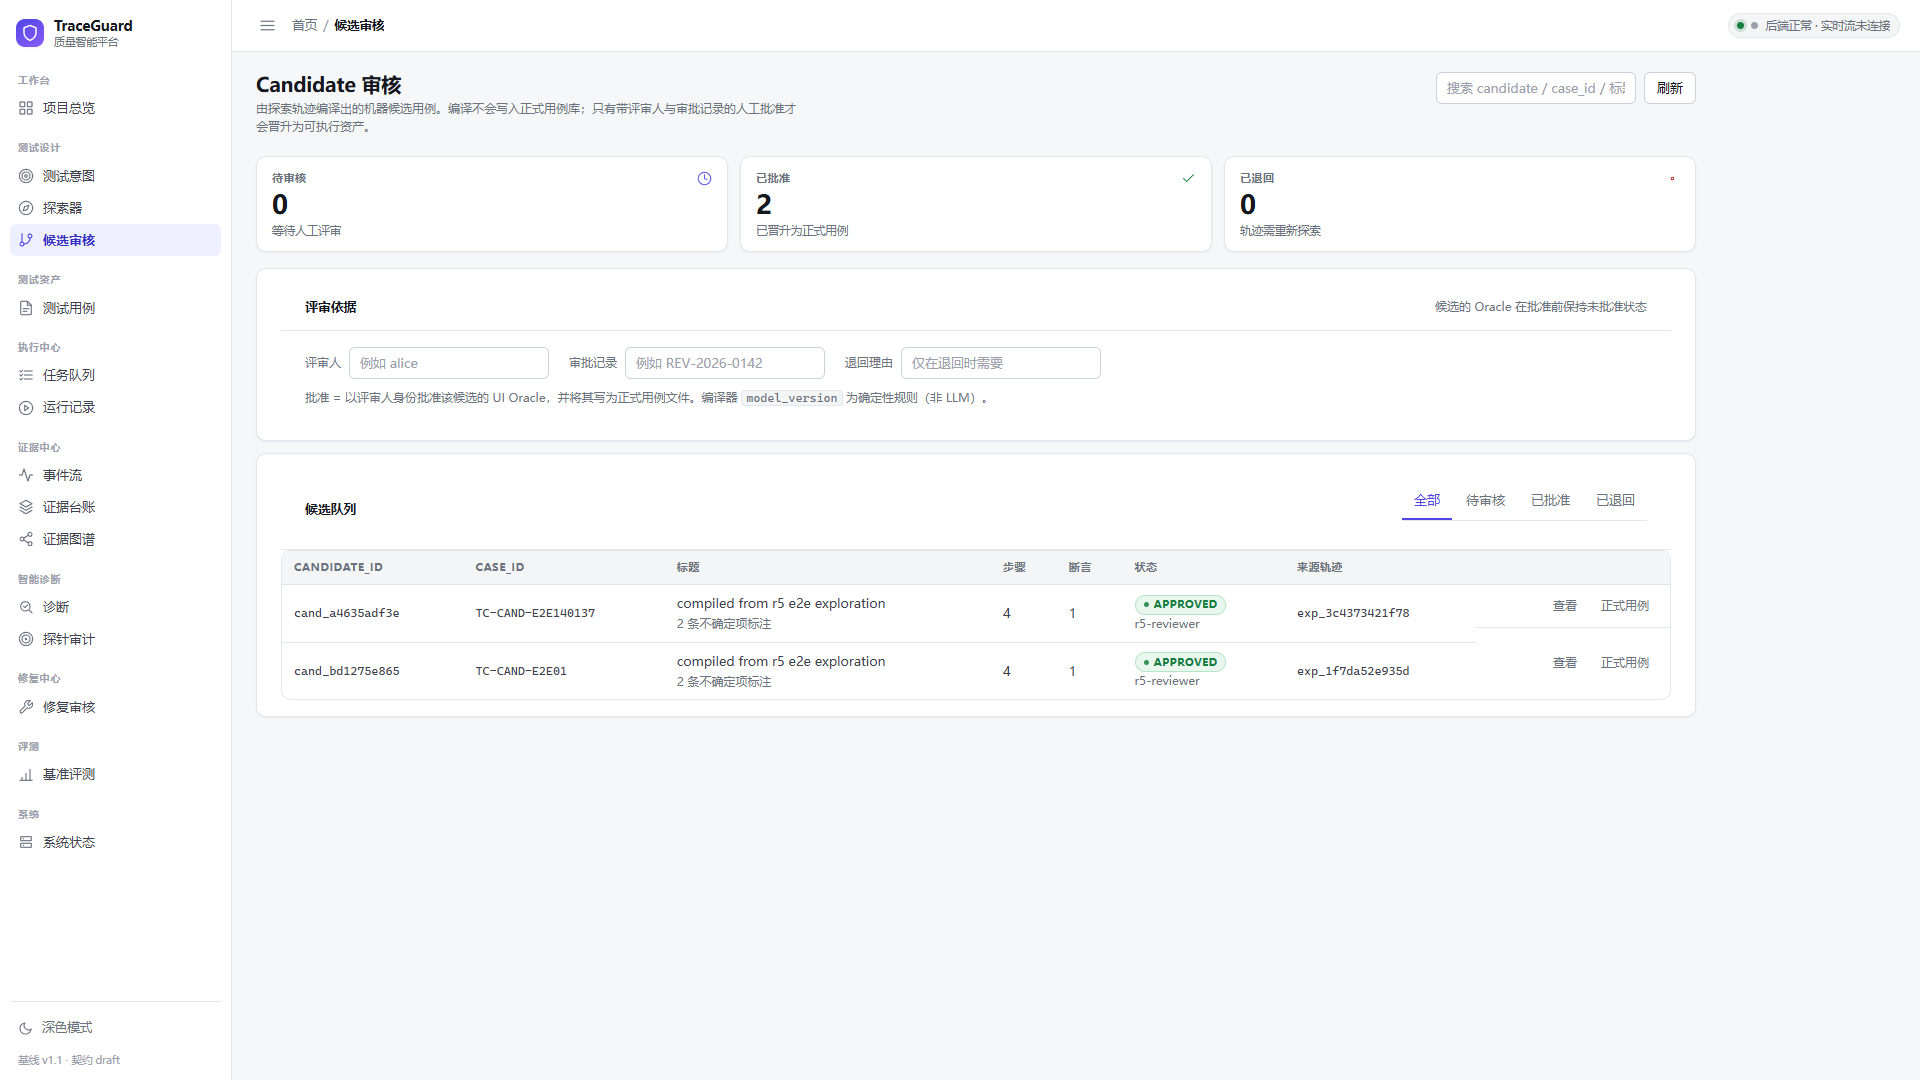 TraceGuard
质量智能平台
工作台
项目总览
测试设计
测试意图
探索器
候选审核
测试资产
测试用例
执行中心
任务队列
运行记录
证据中心
事件流
证据台账
证据图谱
智能诊断
诊断
探针审计
修复中心
修复审核
评测
基准评测
系统
系统状态
深色模式
基线 v1.1 · 契约 draft
首页 / 候选审核
后端正常 · 实时流未连接
Candidate 审核
由探索轨迹编译出的机器候选用例。编译不会写入正式用例库；只有带评审人与审批记录的人工批准才
会晋升为可执行资产。
搜索 candidate / case_id / 标
刷新
待审核
0
等待人工评审
已批准
2
已晋升为正式用例
已退回
0
轨迹需重新探索
评审依据
候选的 Oracle 在批准前保持未批准状态
评审人 例如 alice 审批记录 例如 REV-2026-0142 退回理由 仅在退回时需要
批准 = 以评审人身份批准该候选的 UI Oracle，并将其写为正式用例文件。编译器 model_version 为确定性规则（非 LLM）。
候选队列
全部 待审核 已批准 已退回
CANDIDATE_ID CASE_ID 标题 步骤 断言 状态 来源轨迹
cand_a4635adf3e TC-CAND-E2E140137 compiled from r5 e2e exploration 4 1 APPROVED exp_3c4373421f78 查看 正式用例
2 条不确定项标注 r5-reviewer
cand_bd1275e865 TC-CAND-E2E01 compiled from r5 e2e exploration 4 1 APPROVED exp_1f7da52e935d 查看 正式用例
2 条不确定项标注 r5-reviewer